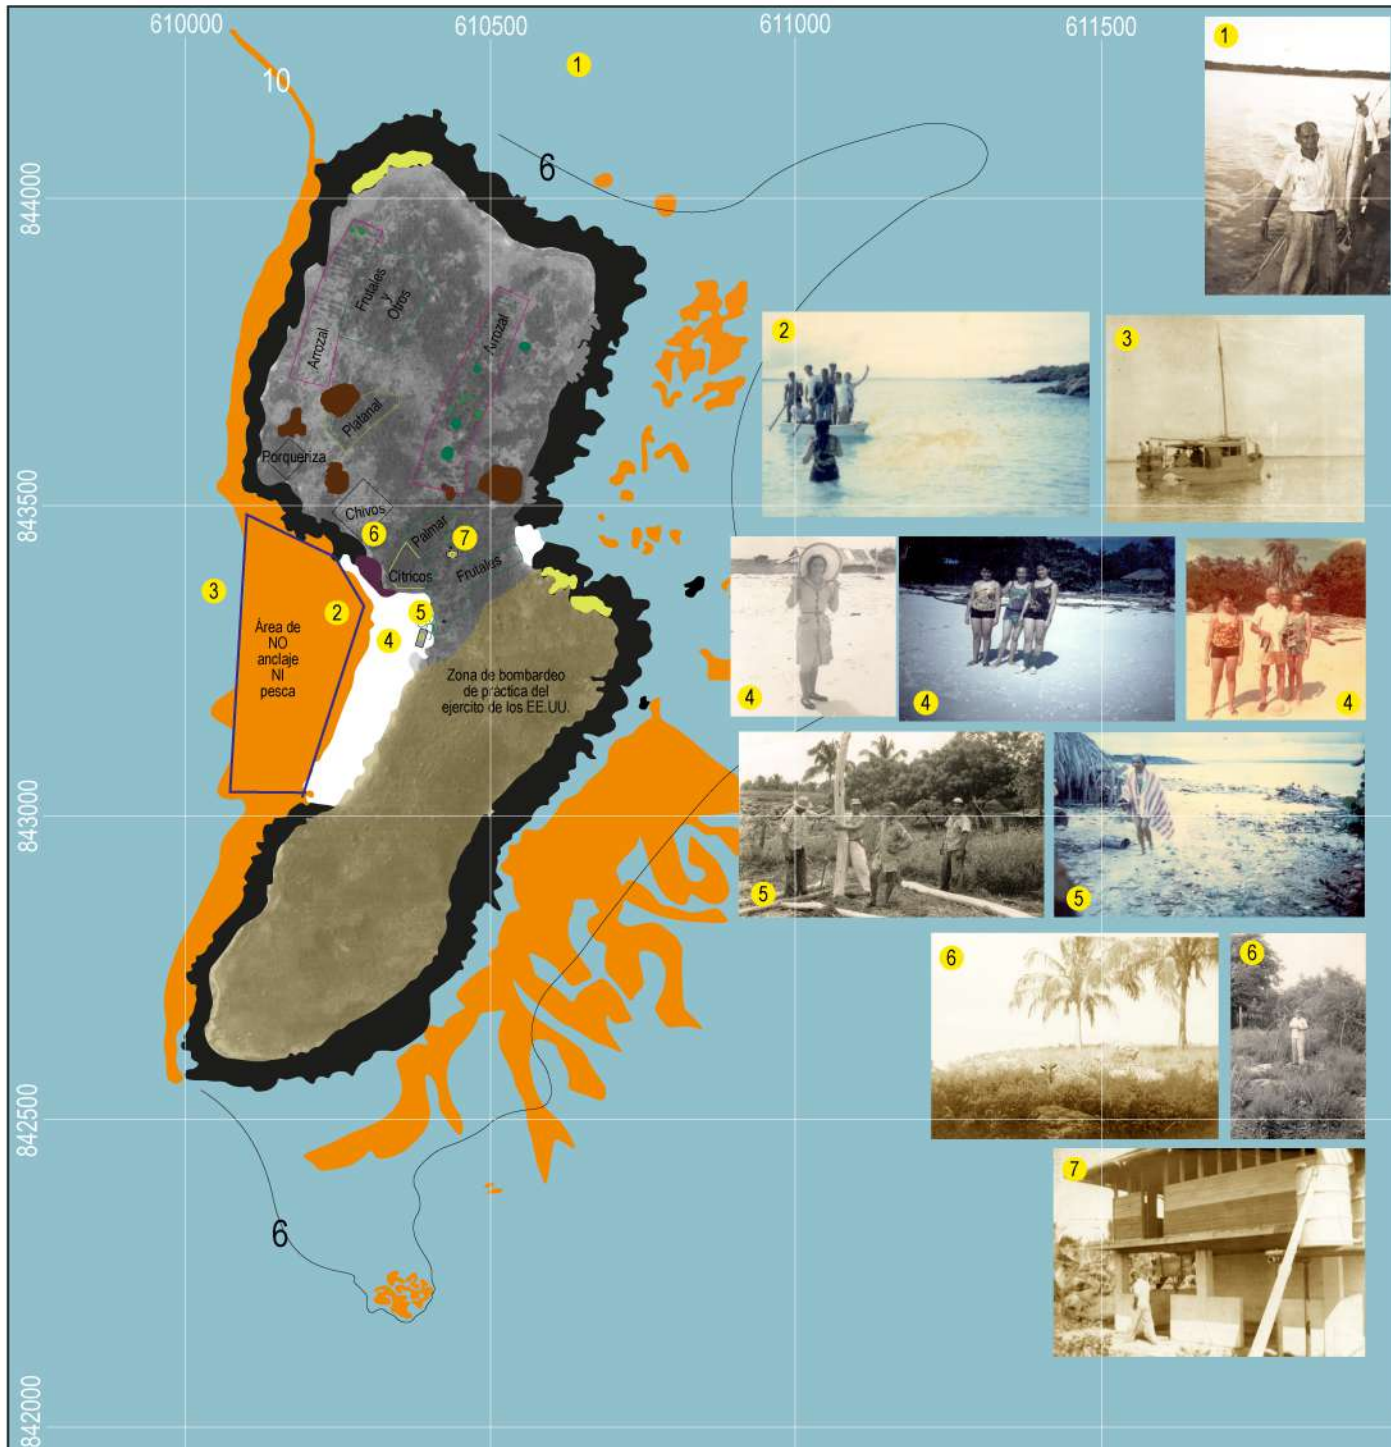 610000
610500
611000
611500
844000
843500
843000
842500
842000
10
6
6
1
Frutales
y
Otros
Arrozal
Arrozal
Platanal
Porqueriza
Chivos
6
Palmar
7
Cítricos
Frutales
3
2
5
4
Área de
NO
anclaje
NI
pesca
Zona de bombardeo
de práctica del
ejercito de los EE.UU.
1
2
3
4
4
4
5
5
6
6
7